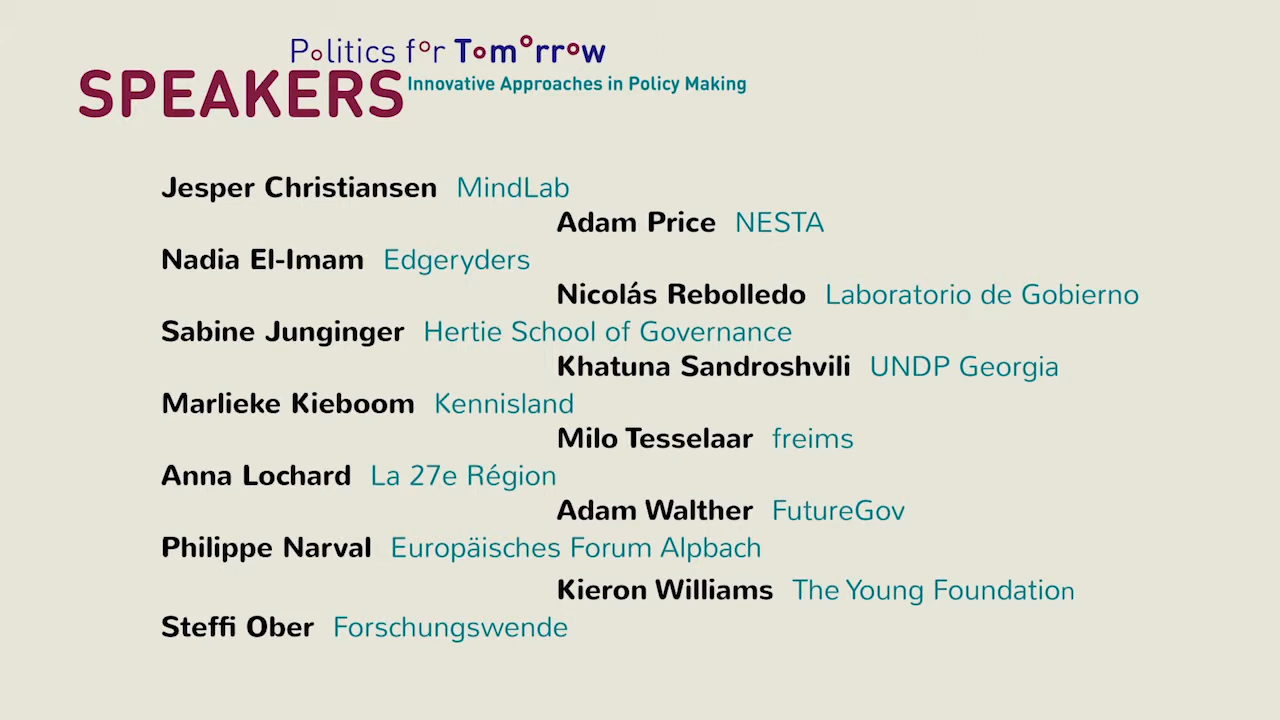 Politics for Tomorrow
SPEAKERS Innovative Approaches in Policy Making
Jesper Christiansen MindLab
Adam Price NESTA
Nadia El-Imam Edgeryders
Nicolás Rebolledo Laboratorio de Gobierno
Sabine Junginger Hertie School of Governance
Khatuna Sandroshvili UNDP Georgia
Marlieke Kieboom Kennisland
Milo Tesselaar freims
Anna Lochard La 27e Région
Adam Walther FutureGov
Philippe Narval Europäisches Forum Alpbach
Kieron Williams The Young Foundation
Steffi Ober Forschungswende